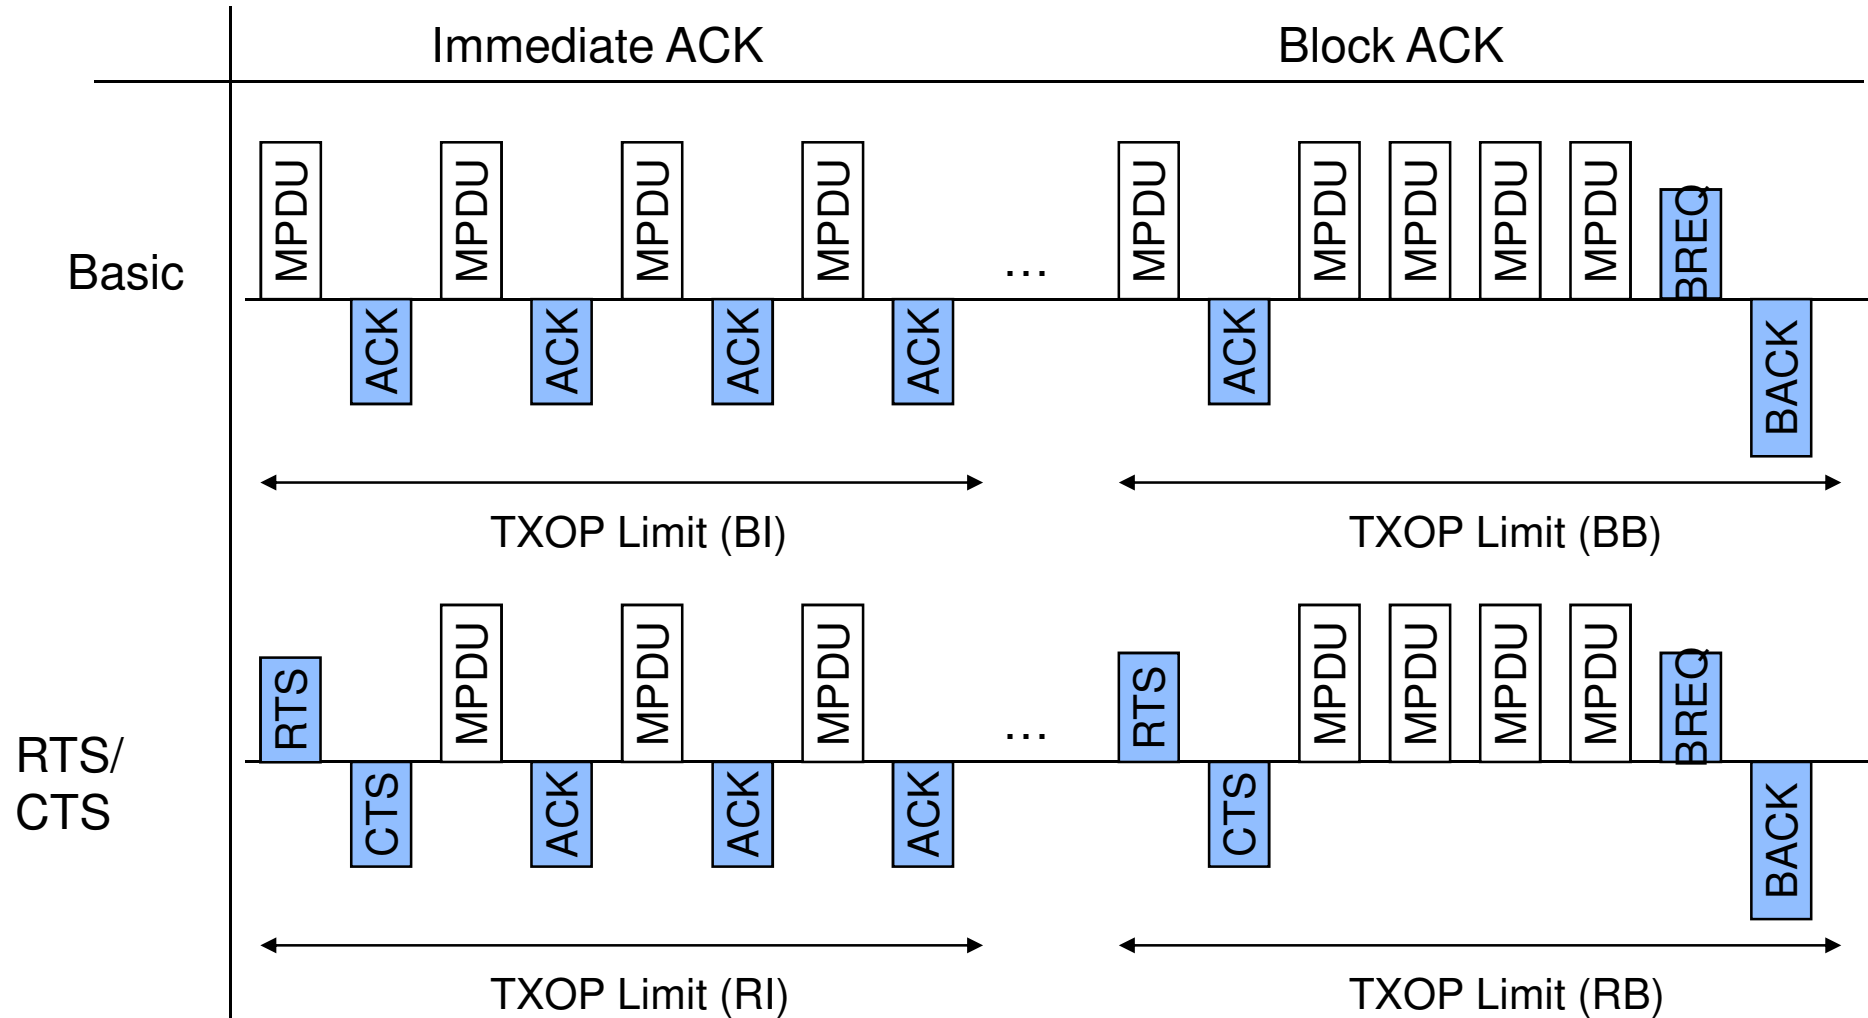 Immediate ACK
Block ACK
Basic
MPDU
ACK
MPDU
ACK
MPDU
ACK
MPDU
ACK
...
MPDU
ACK
MPDU
MPDU
MPDU
MPDU
BREQ
BACK
TXOP Limit (BI)
TXOP Limit (BB)
RTS/
CTS
RTS
CTS
MPDU
ACK
MPDU
ACK
MPDU
ACK
...
RTS
CTS
MPDU
MPDU
MPDU
MPDU
BREQ
BACK
TXOP Limit (RI)
TXOP Limit (RB)